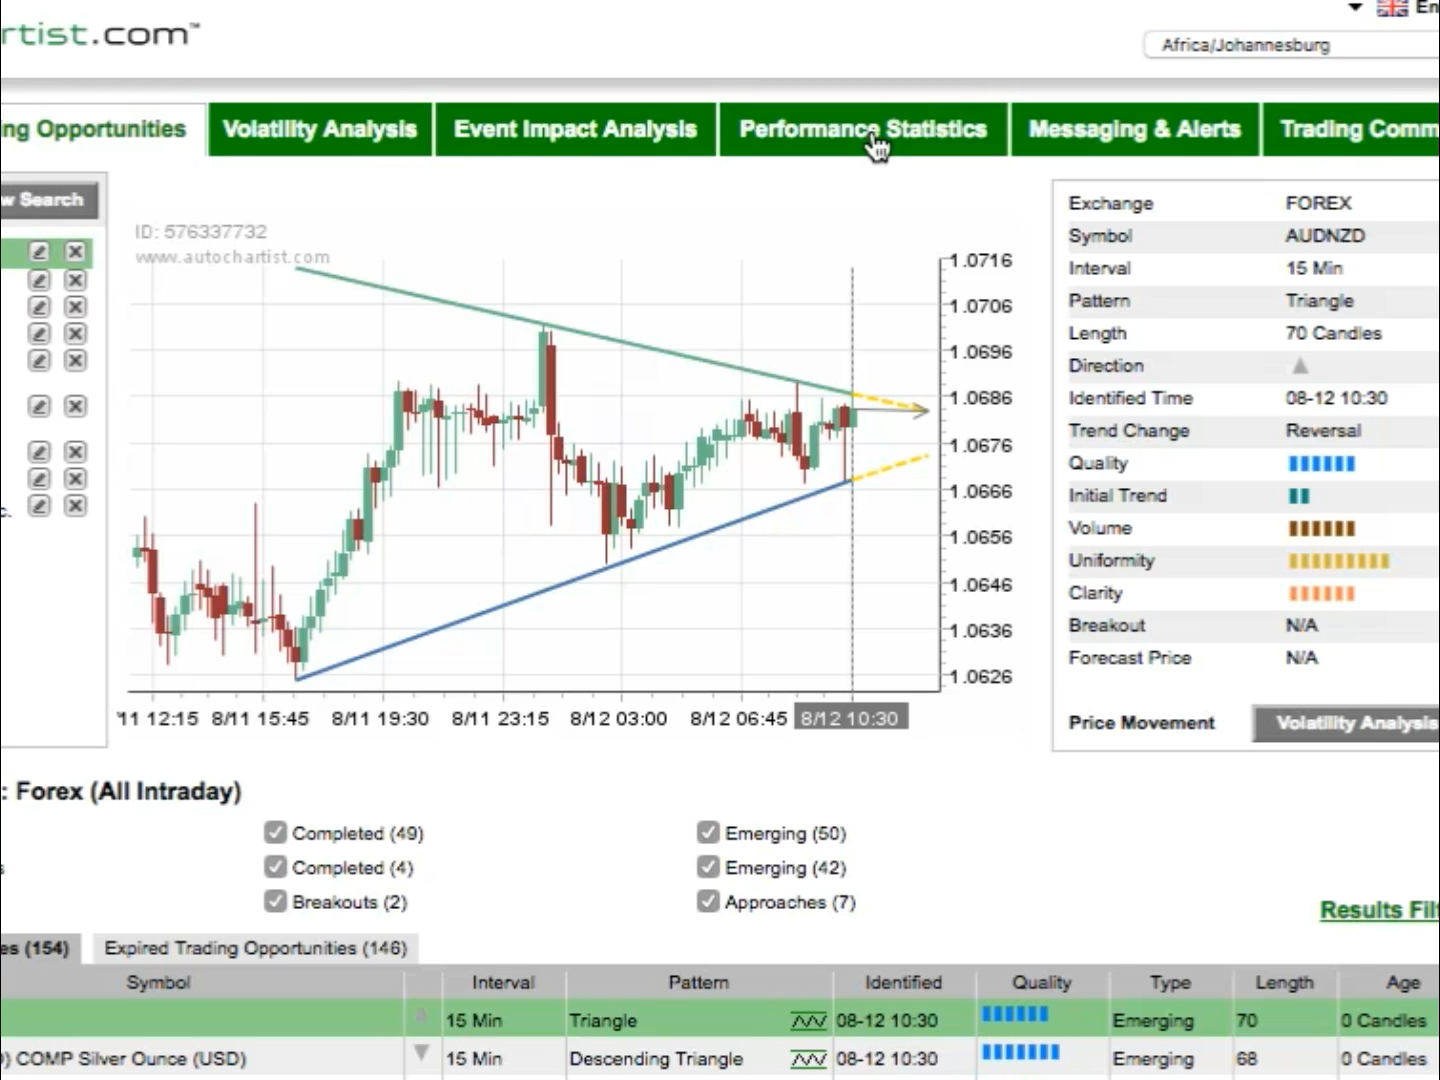 rtist.com™
En
Africa/Johannesburg
ng Opportunities
Volatility Analysis
Event Impact Analysis
Performance Statistics
Messaging & Alerts
Trading Comm
w Search
ID: 576337732
www.autochartist.com
1.0716
1.0706
1.0696
1.0686
1.0676
1.0666
1.0656
1.0646
1.0636
1.0626
'11 12:15
8/11 15:45
8/11 19:30
8/11 23:15
8/12 03:00
8/12 06:45
8/12 10:30
c.
Exchange FOREX
Symbol AUDNZD
Interval 15 Min
Pattern Triangle
Length 70 Candles
Direction
Identified Time 08-12 10:30
Trend Change Reversal
Quality
Initial Trend
Volume
Uniformity
Clarity
Breakout N/A
Forecast Price N/A
Price Movement Volatility Analysis
: Forex (All Intraday)
Completed (49) Emerging (50)
s Completed (4) Emerging (42)
Breakouts (2) Approaches (7)
Results Filt
es (154) Expired Trading Opportunities (146)
Symbol Interval Pattern Identified Quality Type Length Age
15 Min Triangle 08-12 10:30 Emerging 70 0 Candles
) COMP Silver Ounce (USD) 15 Min Descending Triangle 08-12 10:30 Emerging 68 0 Candles